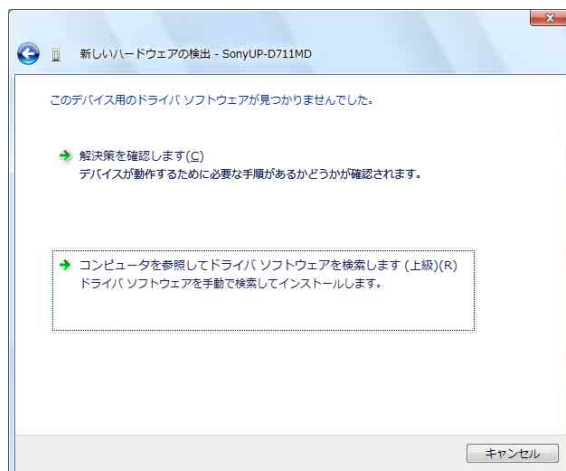 新しいハードウェアの検出 - SonyUP-D711MD
このデバイス用のドライバ ソフトウェアが見つかりませんでした。
解決策を確認します(C)
デバイスが動作するために必要な手順があるかどうかが確認されます。
コンピュータを参照してドライバ ソフトウェアを検索します (上級)(R)
ドライバ ソフトウェアを手動で検索してインストールします。
キャンセル